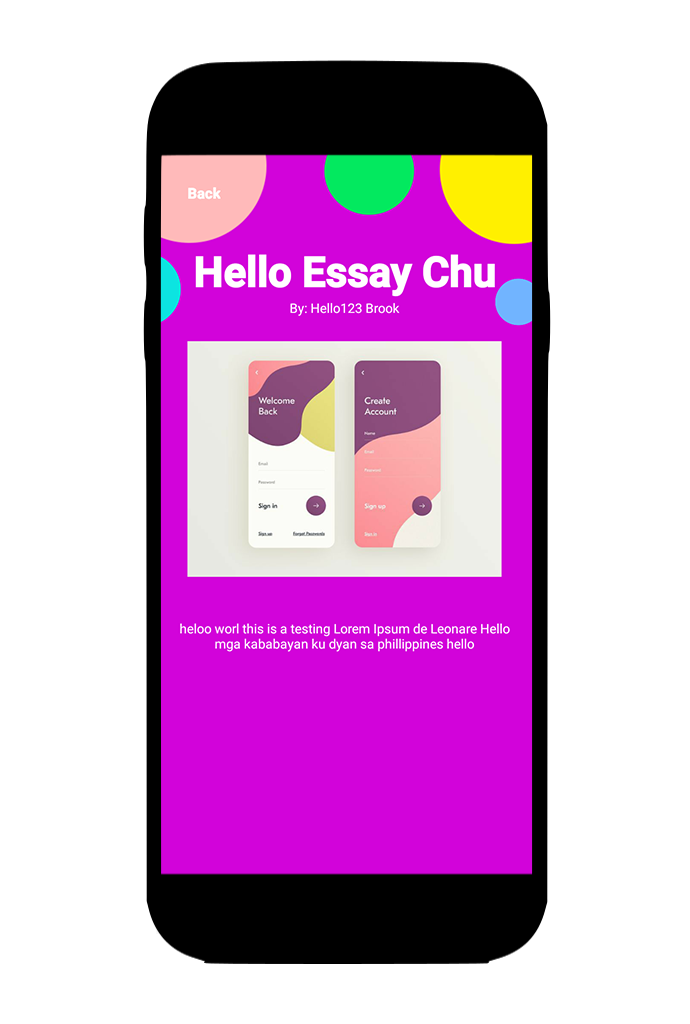 Back
Hello Essay Chu
By: Hello123 Brook
Welcome
Back
Email
Password
Sign in
Sign up
Forgot Passwords
Create
Account
Name
Email
Password
Sign up
Sign in
heloo worl this is a testing Lorem Ipsum de Leonare Hello
mga kababayan ku dyan sa phillippines hello